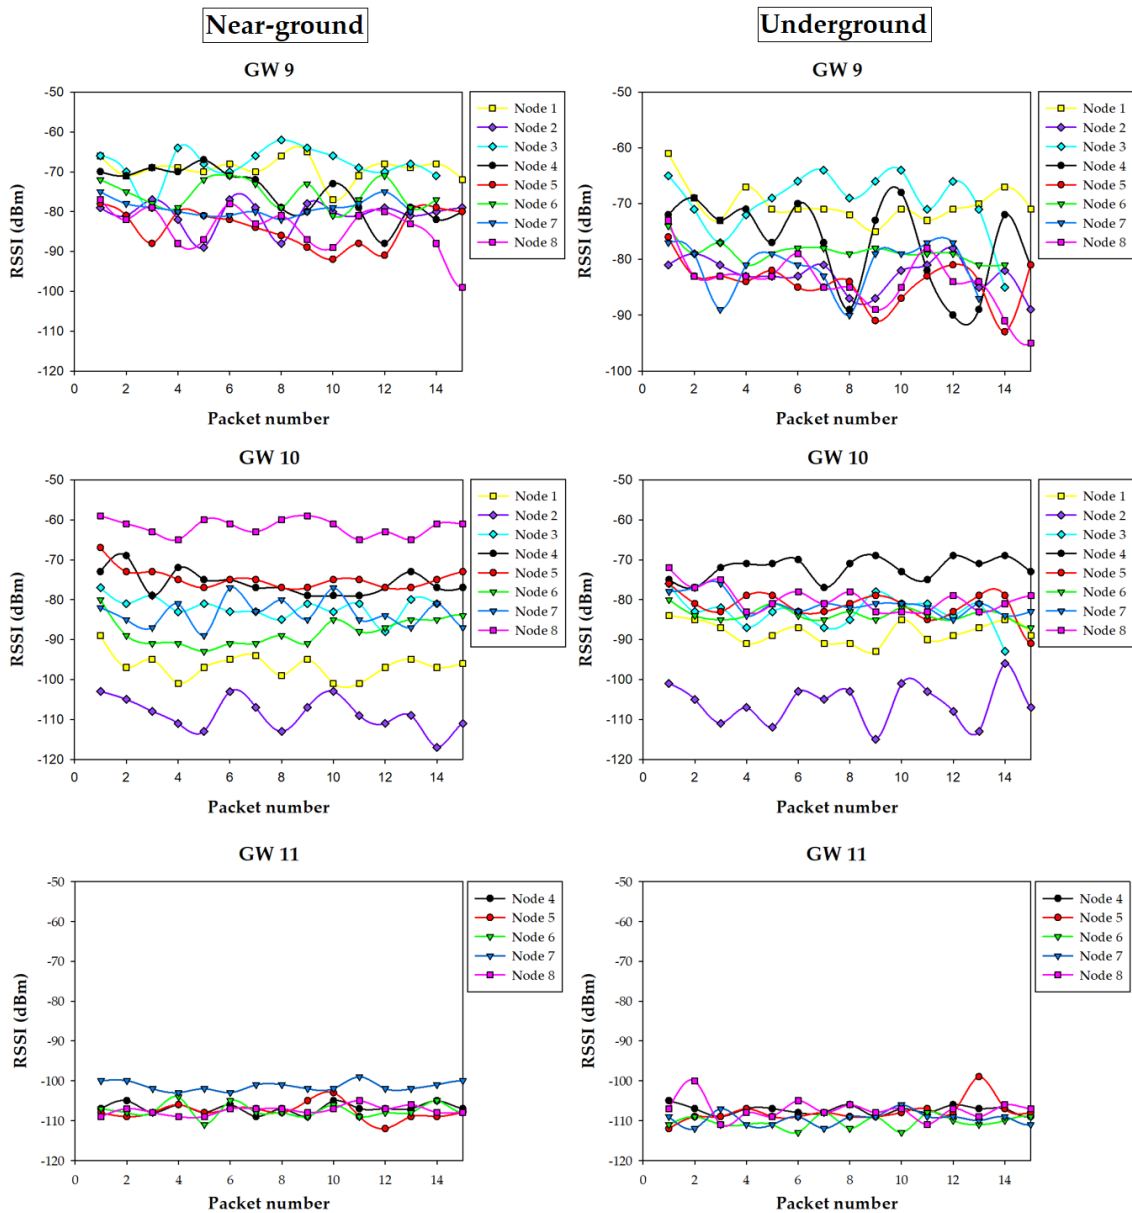 Near-ground
Underground
GW 9
RSSI (dBm)
-50
-60
-70
-80
-90
-100
-110
-120
0 2 4 6 8 10 12 14
Packet number
Node 1
Node 2
Node 3
Node 4
Node 5
Node 6
Node 7
Node 8
GW 9
RSSI (dBm)
-50
-60
-70
-80
-90
-100
0 2 4 6 8 10 12 14
Packet number
Node 1
Node 2
Node 3
Node 4
Node 5
Node 6
Node 7
Node 8
GW 10
RSSI (dBm)
-50
-60
-70
-80
-90
-100
-110
-120
0 2 4 6 8 10 12 14
Packet number
Node 1
Node 2
Node 3
Node 4
Node 5
Node 6
Node 7
Node 8
GW 10
RSSI (dBm)
-50
-60
-70
-80
-90
-100
-110
-120
0 2 4 6 8 10 12 14
Packet number
Node 1
Node 2
Node 3
Node 4
Node 5
Node 6
Node 7
Node 8
GW 11
RSSI (dBm)
-50
-60
-70
-80
-90
-100
-110
-120
0 2 4 6 8 10 12 14
Packet number
Node 4
Node 5
Node 6
Node 7
Node 8
GW 11
RSSI (dBm)
-50
-60
-70
-80
-90
-100
-110
-120
0 2 4 6 8 10 12 14
Packet number
Node 4
Node 5
Node 6
Node 7
Node 8